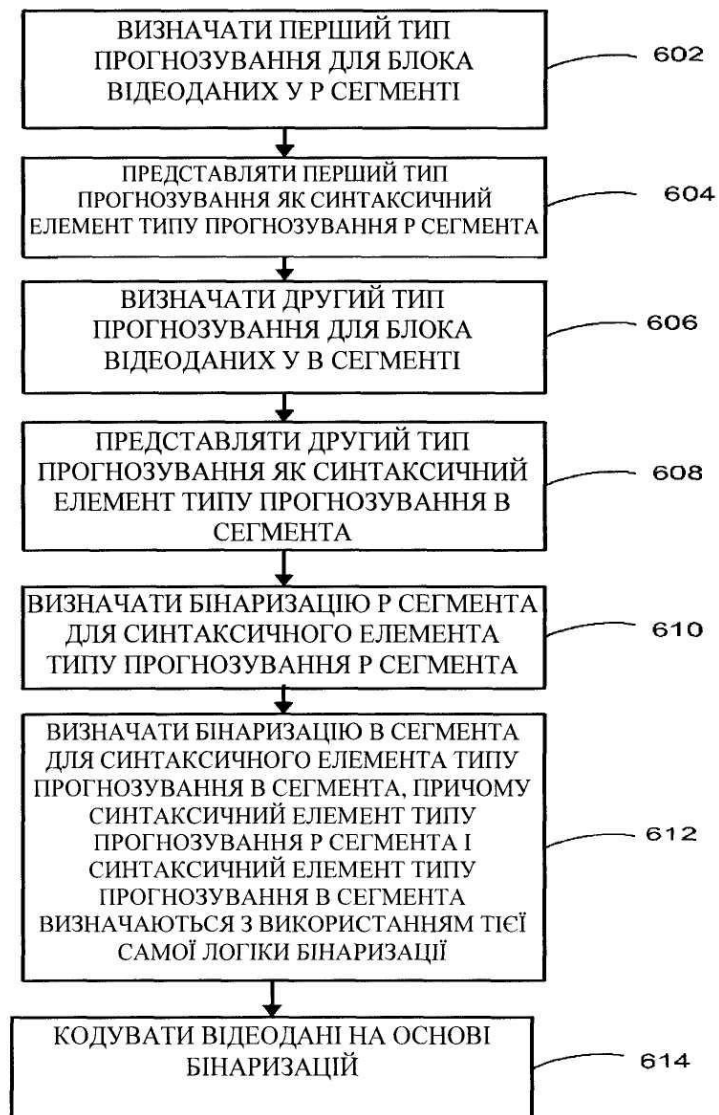 ВИЗНАЧАТИ ПЕРШИЙ ТИП
ПРОГНОЗУВАННЯ ДЛЯ БЛОКА
ВІДЕОДАНИХ У Р СЕГМЕНТІ
602
ПРЕДСТАВЛЯТИ ПЕРШИЙ ТИП
ПРОГНОЗУВАННЯ ЯК СИНТАКСИЧНИЙ
ЕЛЕМЕНТ ТИПУ ПРОГНОЗУВАННЯ Р СЕГМЕНТА
604
ВИЗНАЧАТИ ДРУГИЙ ТИП
ПРОГНОЗУВАННЯ ДЛЯ БЛОКА
ВІДЕОДАНИХ У В СЕГМЕНТІ
606
ПРЕДСТАВЛЯТИ ДРУГИЙ ТИП
ПРОГНОЗУВАННЯ ЯК СИНТАКСИЧНИЙ
ЕЛЕМЕНТ ТИПУ ПРОГНОЗУВАННЯ В
СЕГМЕНТА
608
ВИЗНАЧАТИ БІНАРИЗАЦІЮ Р СЕГМЕНТА
ДЛЯ СИНТАКСИЧНОГО ЕЛЕМЕНТА
ТИПУ ПРОГНОЗУВАННЯ Р СЕГМЕНТА
610
ВИЗНАЧАТИ БІНАРИЗАЦІЮ В СЕГМЕНТА
ДЛЯ СИНТАКСИЧНОГО ЕЛЕМЕНТА ТИПУ
ПРОГНОЗУВАННЯ В СЕГМЕНТА, ПРИЧОМУ
СИНТАКСИЧНИЙ ЕЛЕМЕНТ ТИПУ
ПРОГНОЗУВАННЯ Р СЕГМЕНТА І
СИНТАКСИЧНИЙ ЕЛЕМЕНТ ТИПУ
ПРОГНОЗУВАННЯ В СЕГМЕНТА
ВИЗНАЧАЮТЬСЯ З ВИКОРИСТАННЯМ ТІЄЇ
САМОЇ ЛОГІКИ БІНАРИЗАЦІЇ
612
КОДУВАТИ ВІДЕОДАНІ НА ОСНОВІ
БІНАРИЗАЦІЙ
614